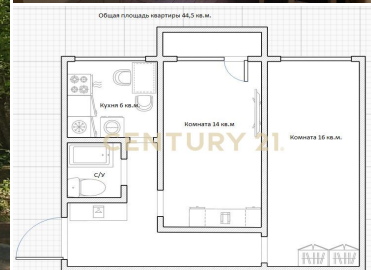 Общая площадь квартиры 44,5 кв.м.
Кухня 6 кв.м.
Комната 14 кв.м
Комната 16 кв.м.
CENTURY 21.
С/У